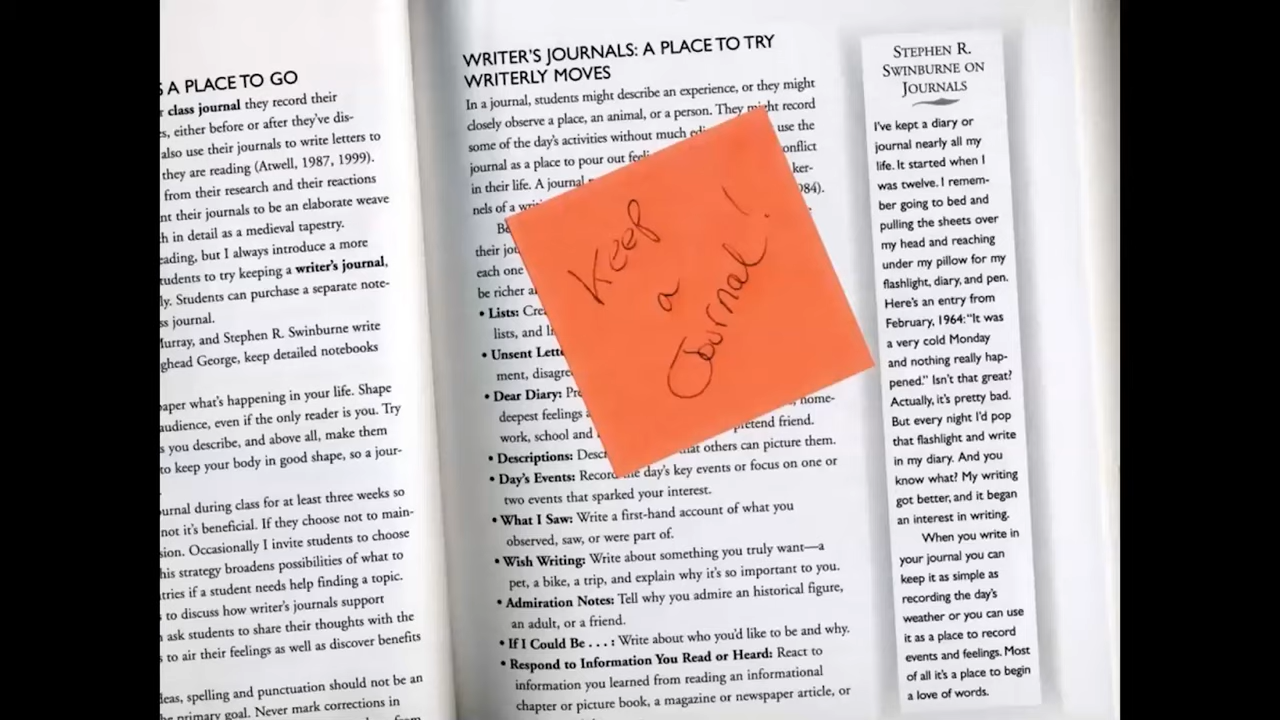 S A PLACE TO GO
class journal they record their
either before or after they've dis-
also use their journals to write letters to
they are reading (Atwell, 1987, 1999).
from their research and their reactions
nt their journals to be an elaborate weave
h in detail as a medieval tapestry.
ading, but I always introduce a more
tudents to try keeping a writer's journal,
ly. Students can purchase a separate note-
ss journal.
urray, and Stephen R. Swinburne write
ghead George, keep detailed notebooks
aper what's happening in your life. Shape
audience, even if the only reader is you. Try
s you describe, and above all, make them
to keep your body in good shape, so a jour-
urnal during class for at least three weeks so
not it's beneficial. If they choose not to main-
sion. Occasionally I invite students to choose
his strategy broadens possibilities of what to
tries if a student needs help finding a topic.
to discuss how writer's journals support
ask students to share their thoughts with the
s to air their feelings as well as discover benefits
leas, spelling and punctuation should not be an
primary goal. Never mark corrections in
from
WRITER'S JOURNALS: A PLACE TO TRY
WRITERLY MOVES
In a journal, students might describe an experience, or they might
closely observe a place, an animal, or a person. They might record
some of the day's activities without much use the
journal as a place to pour out onflict
in their life. A journal ker-
nels of a 984).
Be
their jou
each one
be richer a
• Lists: Cre
lists, and
• Unsent Lette
ment, disagre
• Dear Diary: home-
deepest feelings
work, school and pretend friend.
• Descriptions: that others can picture them.
• Day's Events: Record the day's key events or focus on one or
two events that sparked your interest.
• What I Saw: Write a first-hand account of what you
observed, saw, or were part of.
• Wish Writing: Write about something you truly want—a
pet, a bike, a trip, and explain why it's so important to you.
• Admiration Notes: Tell why you admire an historical figure,
an adult, or a friend.
• If I Could Be . . . : Write about who you'd like to be and why.
• Respond to Information You Read or Heard: React to
information you learned from reading an informational
chapter or picture book, a magazine or newspaper article, or
Keep
a
Journal!
STEPHEN R.
SWINBURNE ON
JOURNALS
I've kept a diary or
journal nearly all my
life. It started when I
was twelve. I remem-
ber going to bed and
pulling the sheets over
my head and reaching
under my pillow for my
flashlight, diary, and pen.
Here's an entry from
February, 1964: "It was
a very cold Monday
and nothing really hap-
pened." Isn't that great?
Actually, it's pretty bad.
But every night I'd pop
that flashlight and write
in my diary. And you
know what? My writing
got better, and it began
an interest in writing.
When you write in
your journal you can
keep it as simple as
recording the day's
weather or you can use
it as a place to record
events and feelings. Most
of all it's a place to begin
a love of words.